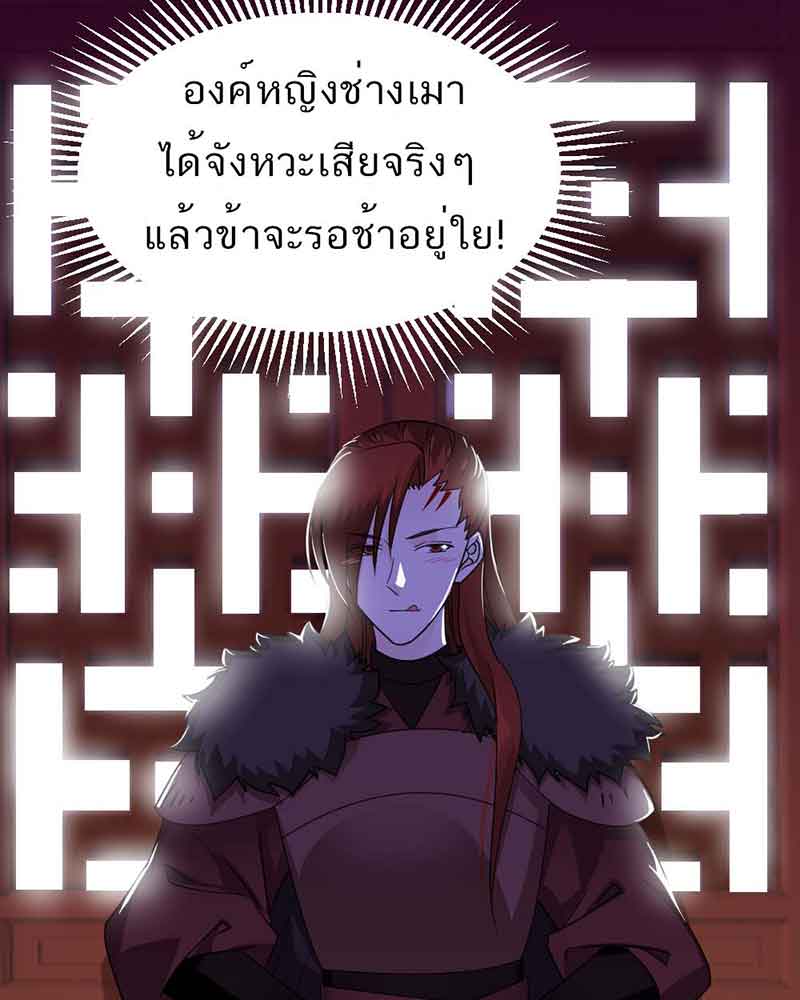 องค์หญิงช่างเมา
ได้จังหวะเสียจริงๆ
แล้วข้าจะรอช้าอยู่ใย!